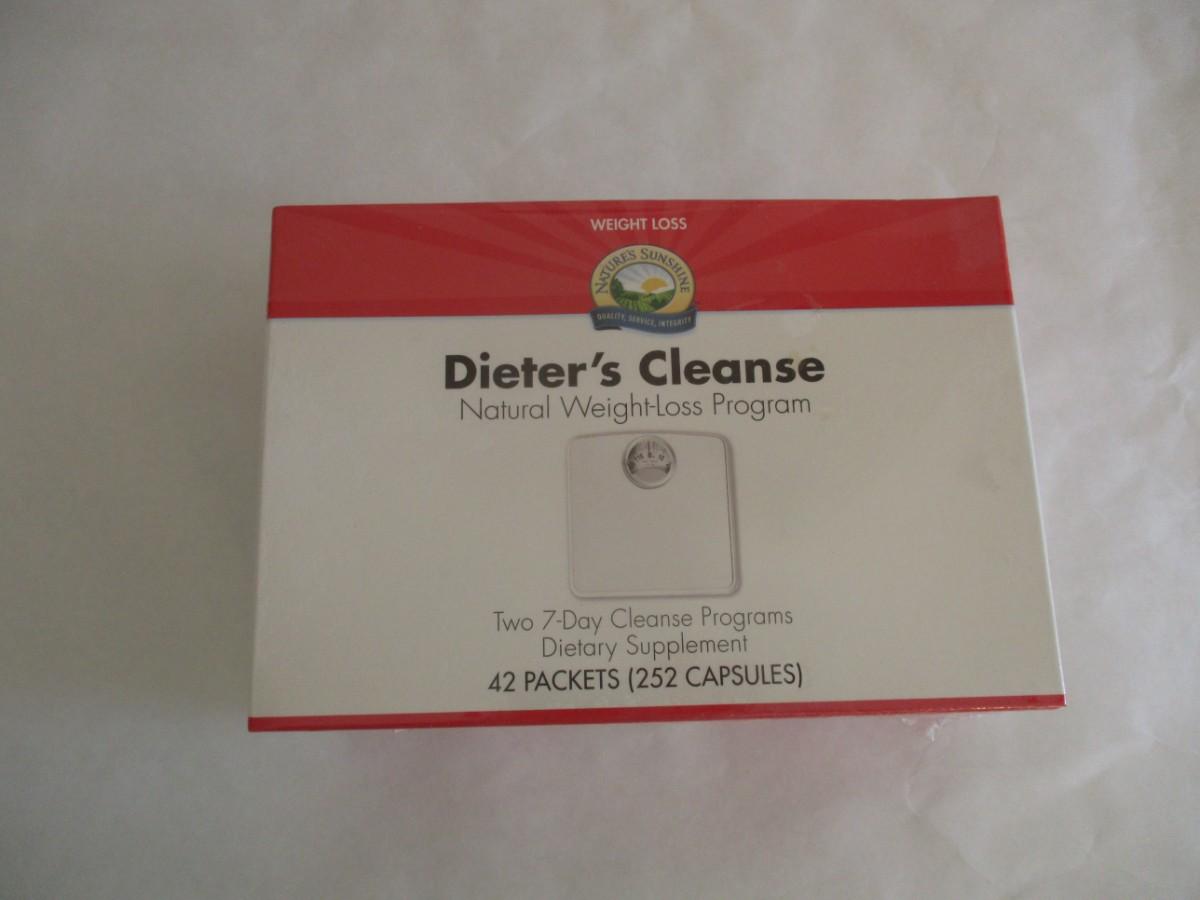 WEIGHT LOSS
NATURE'S SUNSHINE
QUALITY, SERVICE, INTEGRITY
Dieter's Cleanse
Natural Weight-Loss Program
Two 7-Day Cleanse Programs
Dietary Supplement
42 PACKETS (252 CAPSULES)